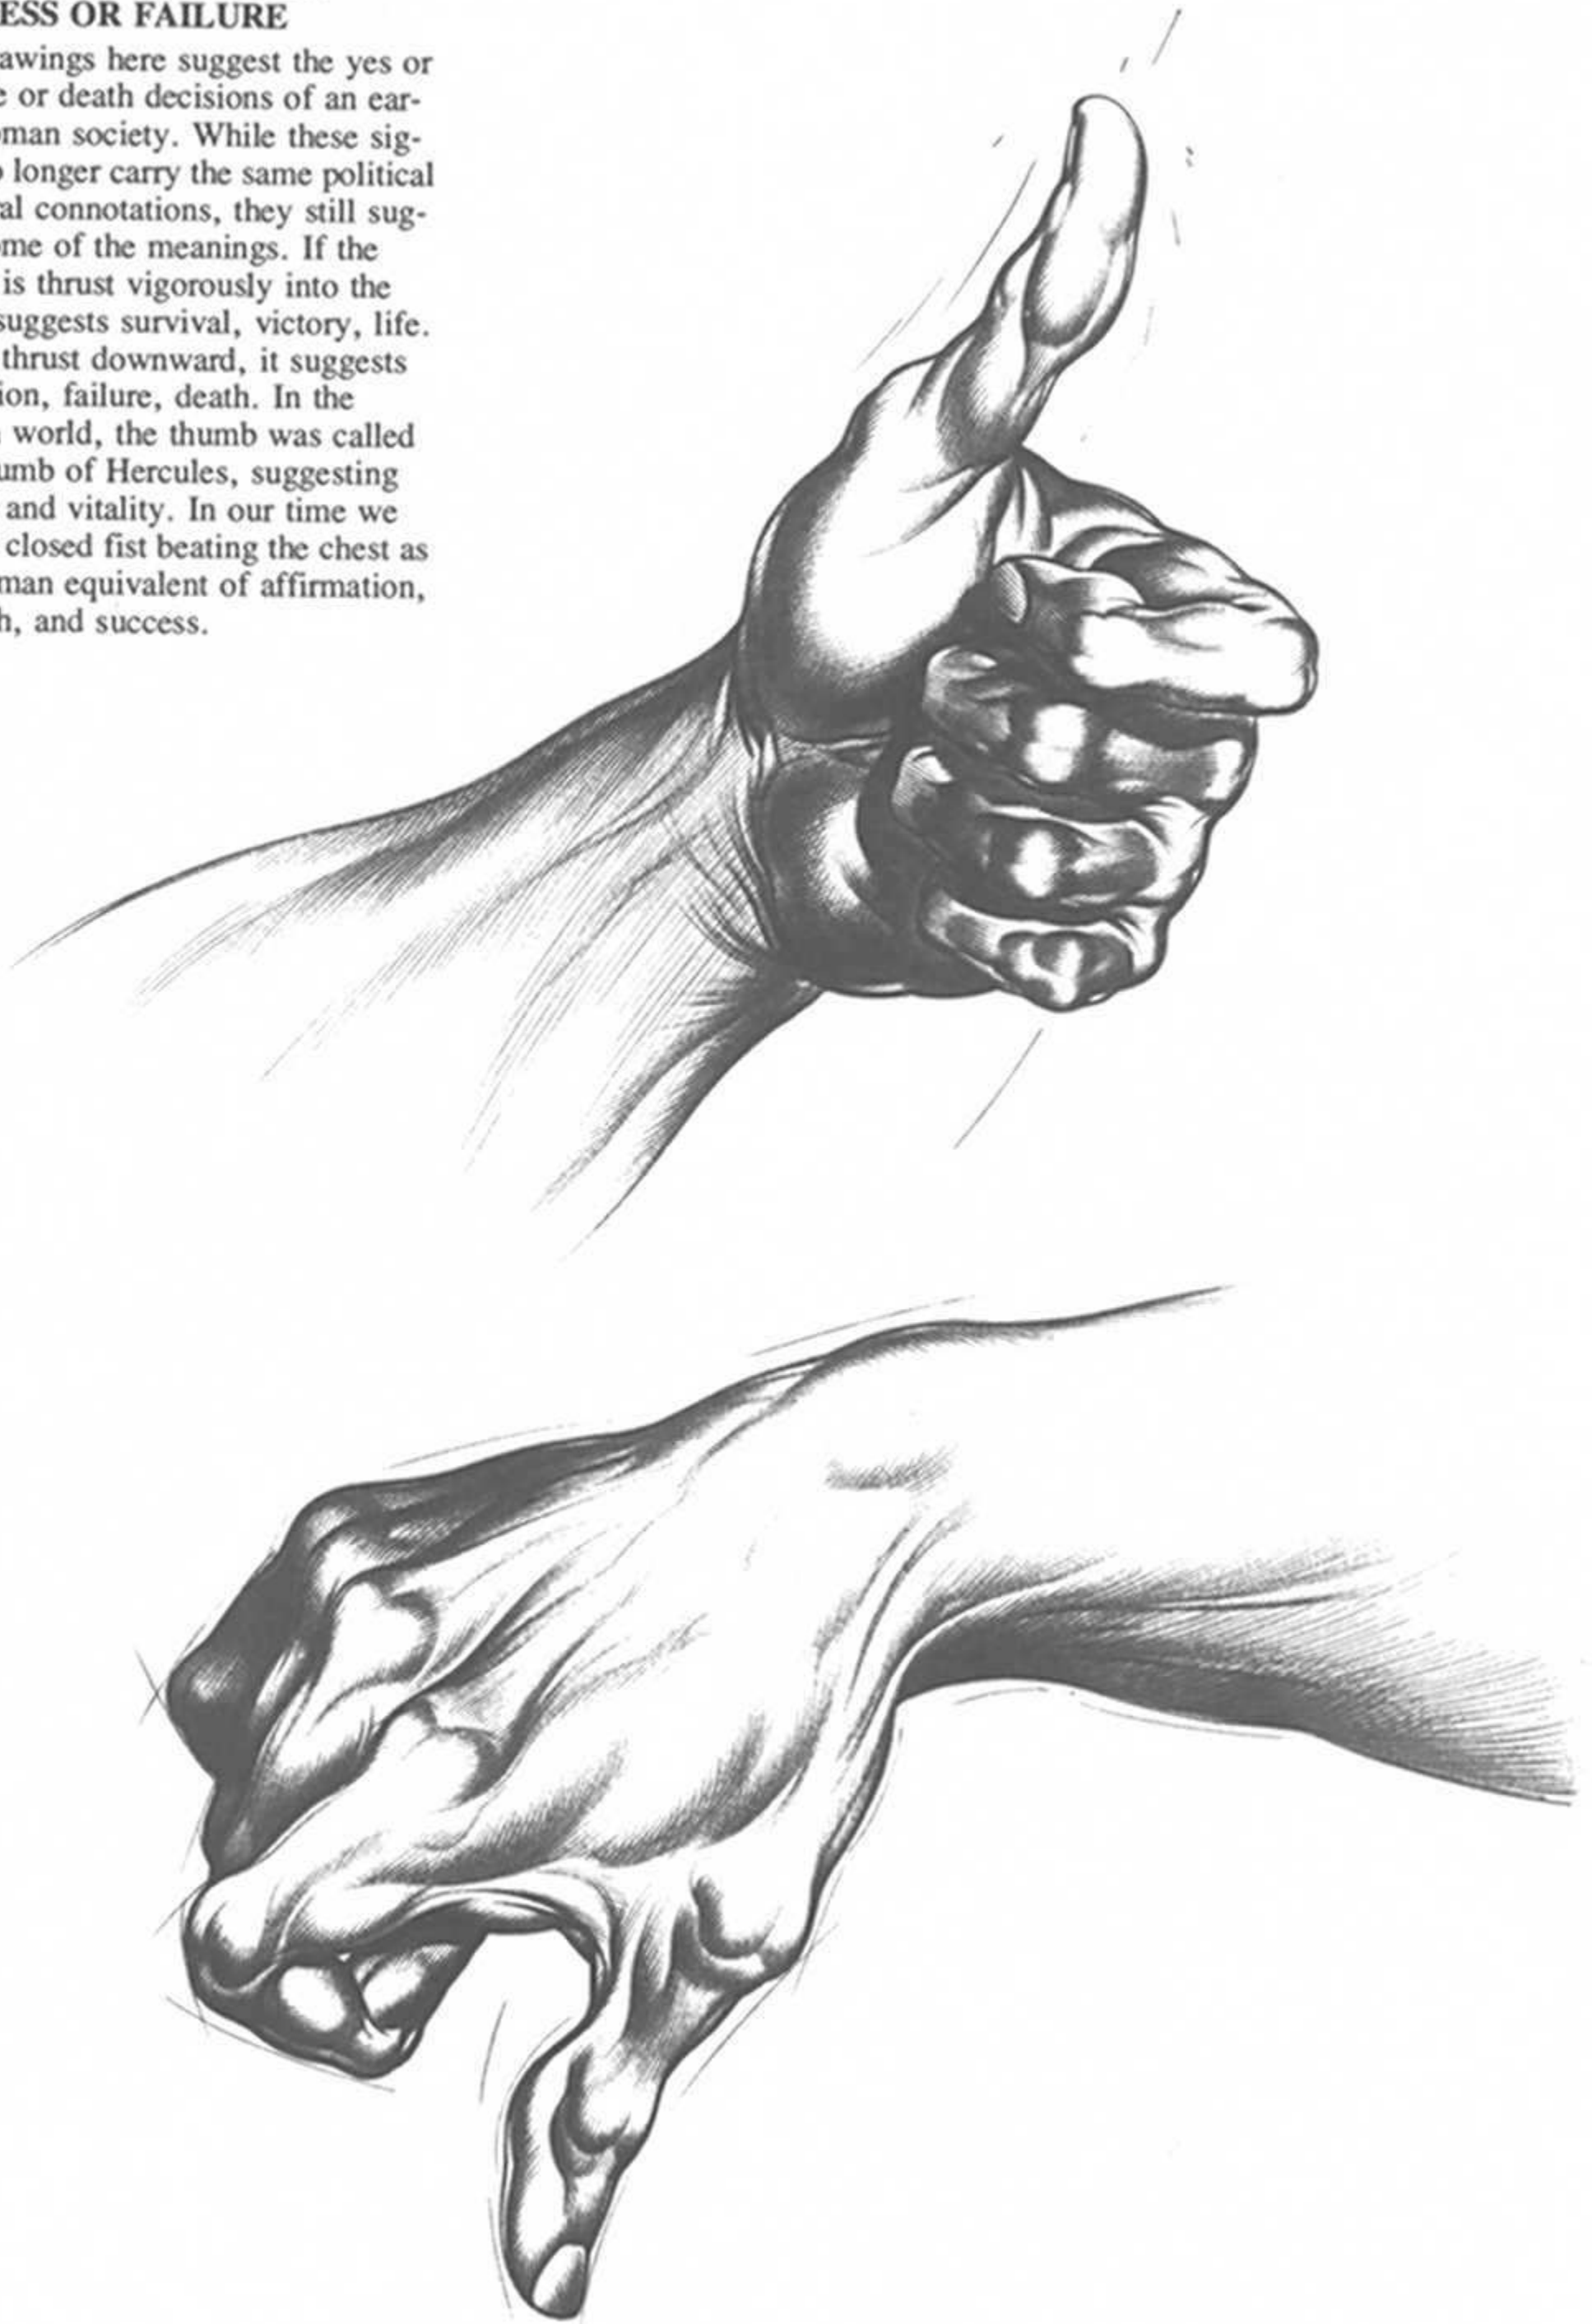 ESS OR FAILURE
awings here suggest the yes or
e or death decisions of an ear-
man society. While these sig-
o longer carry the same political
al connotations, they still sug-
me of the meanings. If the
is thrust vigorously into the
suggests survival, victory, life.
thrust downward, it suggests
ion, failure, death. In the
world, the thumb was called
umb of Hercules, suggesting
and vitality. In our time we
closed fist beating the chest as
man equivalent of affirmation,
h, and success.